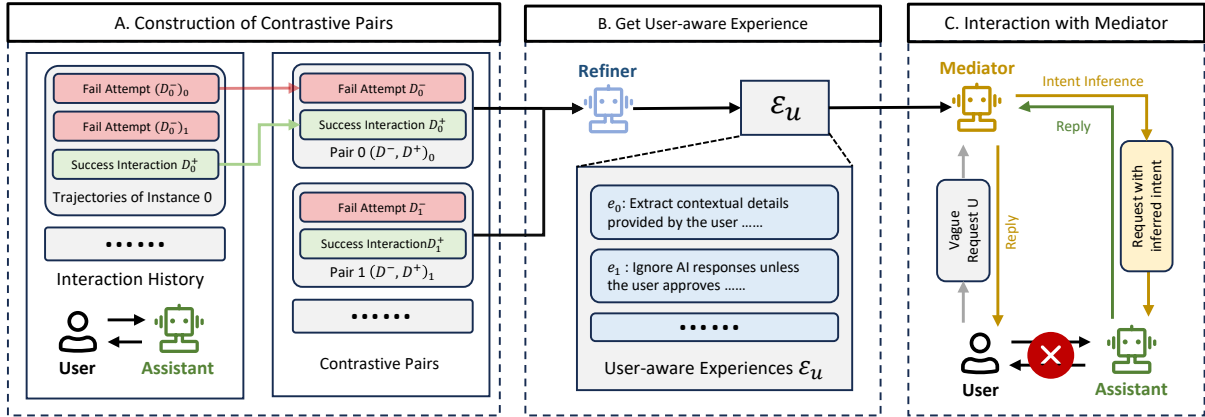 A. Construction of Contrastive Pairs
Fail Attempt (D₀⁻)₀
Fail Attempt (D₀⁻)₁
Success Interaction D₀⁺
Trajectories of Instance 0
••••••
Interaction History
User
Assistant
Fail Attempt D₀⁻
Success Interaction D₀⁺
Pair 0 (D⁻, D⁺)₀
Fail Attempt D₁⁻
Success InteractionD₁⁺
Pair 1 (D⁻, D⁺)₁
••••••
Contrastive Pairs
B. Get User-aware Experience
Refiner
ℰᵤ
e₀: Extract contextual details
provided by the user ……
e₁ : Ignore AI responses unless
the user approves ……
••••••
User-aware Experiences ℰᵤ
C. Interaction with Mediator
Mediator
Intent Inference
Reply
Vague
Request U
Reply
Request with
inferred intent
User
Assistant